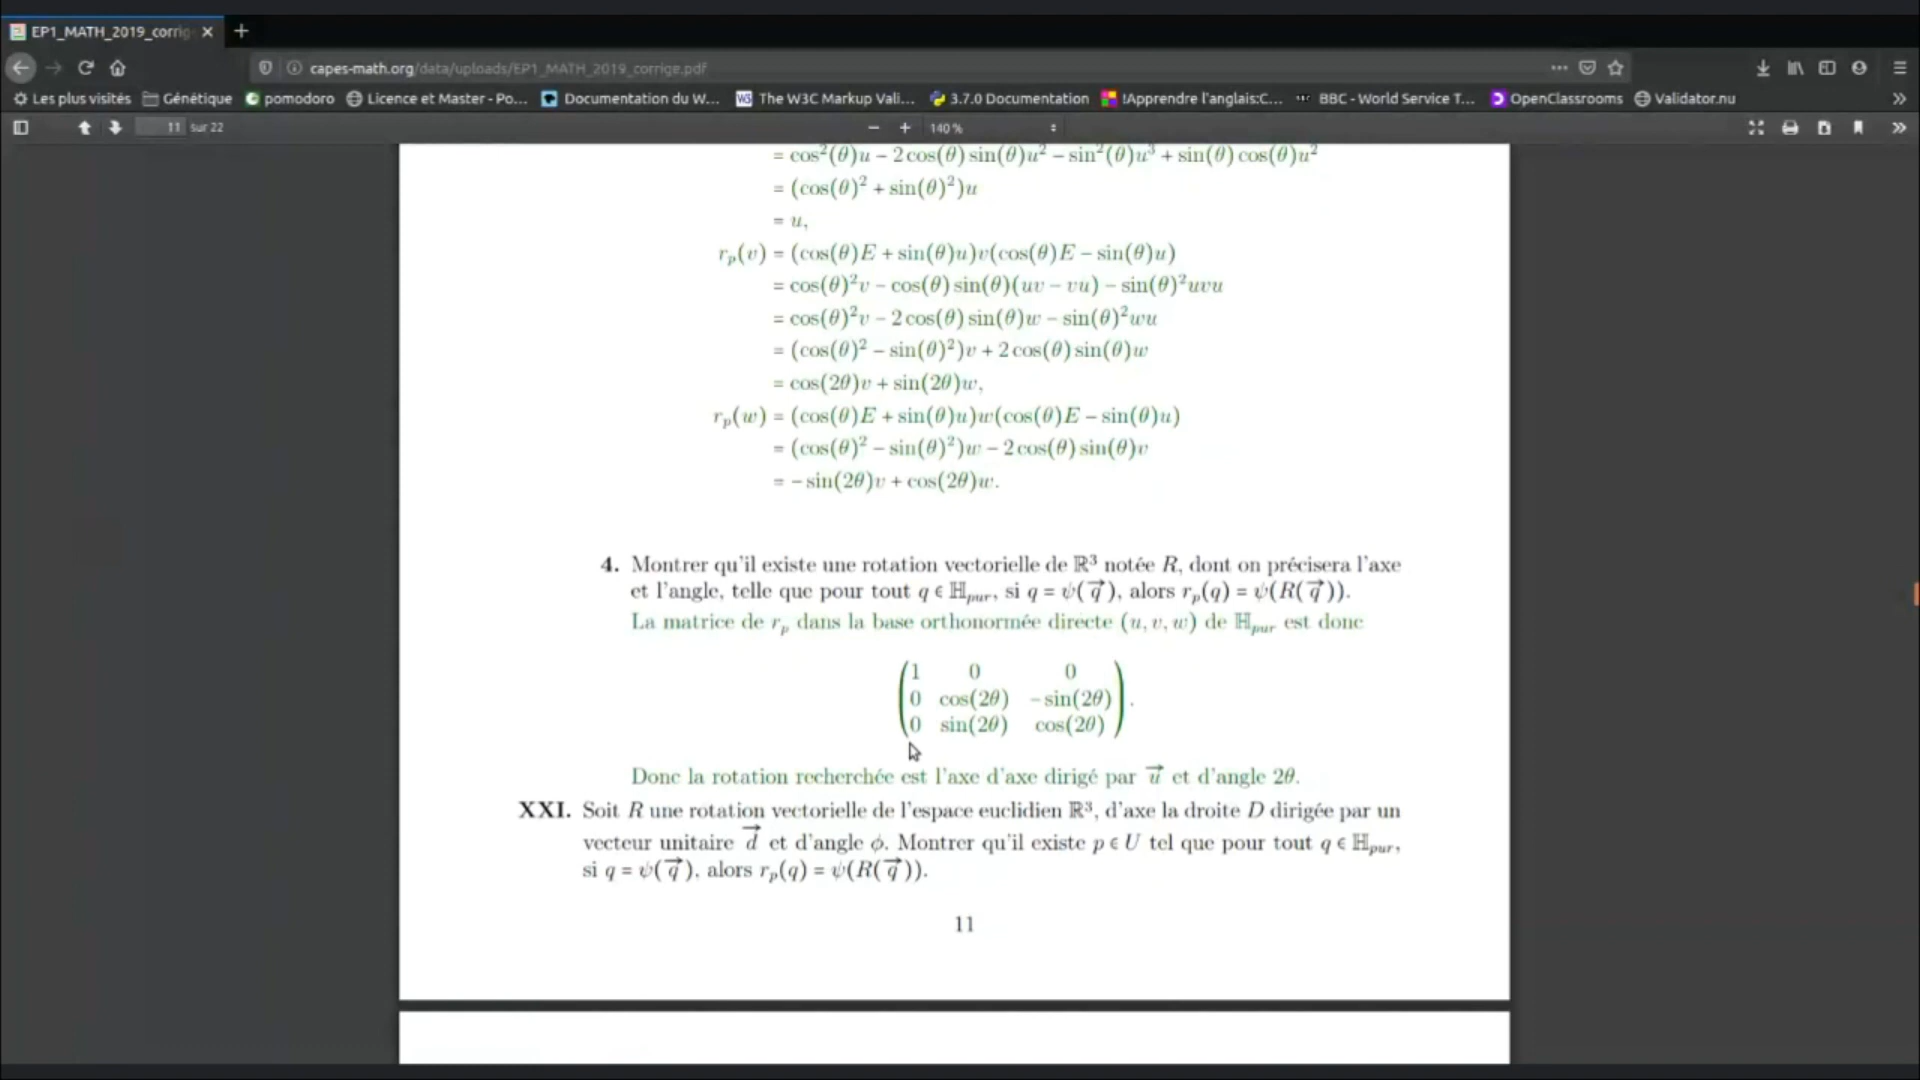 EP1_MATH_2019_corrig
capes-math.org/data/uploads/EP1_MATH_2019_corrige.pdf
Les plus visités Génétique pomodoro Licence et Master - Po... Documentation du W... The W3C Markup Vali... 3.7.0 Documentation !Apprendre l'anglais:C... BBC - World Service T... OpenClassrooms Validator.nu
11 sur 22 140 %
= cos²(θ)u − 2cos(θ) sin(θ)u² − sin²(θ)u³ + sin(θ) cos(θ)u²
= (cos(θ)² + sin(θ)²)u
= u,
r_p(v) = (cos(θ)E + sin(θ)u)v(cos(θ)E − sin(θ)u)
= cos(θ)²v − cos(θ) sin(θ)(uv − vu) − sin(θ)²uvu
= cos(θ)²v − 2 cos(θ) sin(θ)w − sin(θ)²wu
= (cos(θ)² − sin(θ)²)v + 2 cos(θ) sin(θ)w
= cos(2θ)v + sin(2θ)w,
r_p(w) = (cos(θ)E + sin(θ)u)w(cos(θ)E − sin(θ)u)
= (cos(θ)² − sin(θ)²)w − 2 cos(θ) sin(θ)v
= − sin(2θ)v + cos(2θ)w.
4. Montrer qu'il existe une rotation vectorielle de ℝ³ notée R, dont on précisera l'axe
et l'angle, telle que pour tout q ∈ ℍ_pur, si q = ψ(q⃗), alors r_p(q) = ψ(R(q⃗)).
La matrice de r_p dans la base orthonormée directe (u, v, w) de ℍ_pur est donc
1 0 0
0 cos(2θ) − sin(2θ)
0 sin(2θ) cos(2θ) .
Donc la rotation recherchée est l'axe d'axe dirigé par u⃗ et d'angle 2θ.
XXI. Soit R une rotation vectorielle de l'espace euclidien ℝ³, d'axe la droite D dirigée par un
vecteur unitaire d⃗ et d'angle ϕ. Montrer qu'il existe p ∈ U tel que pour tout q ∈ ℍ_pur,
si q = ψ(q⃗), alors r_p(q) = ψ(R(q⃗)).
11